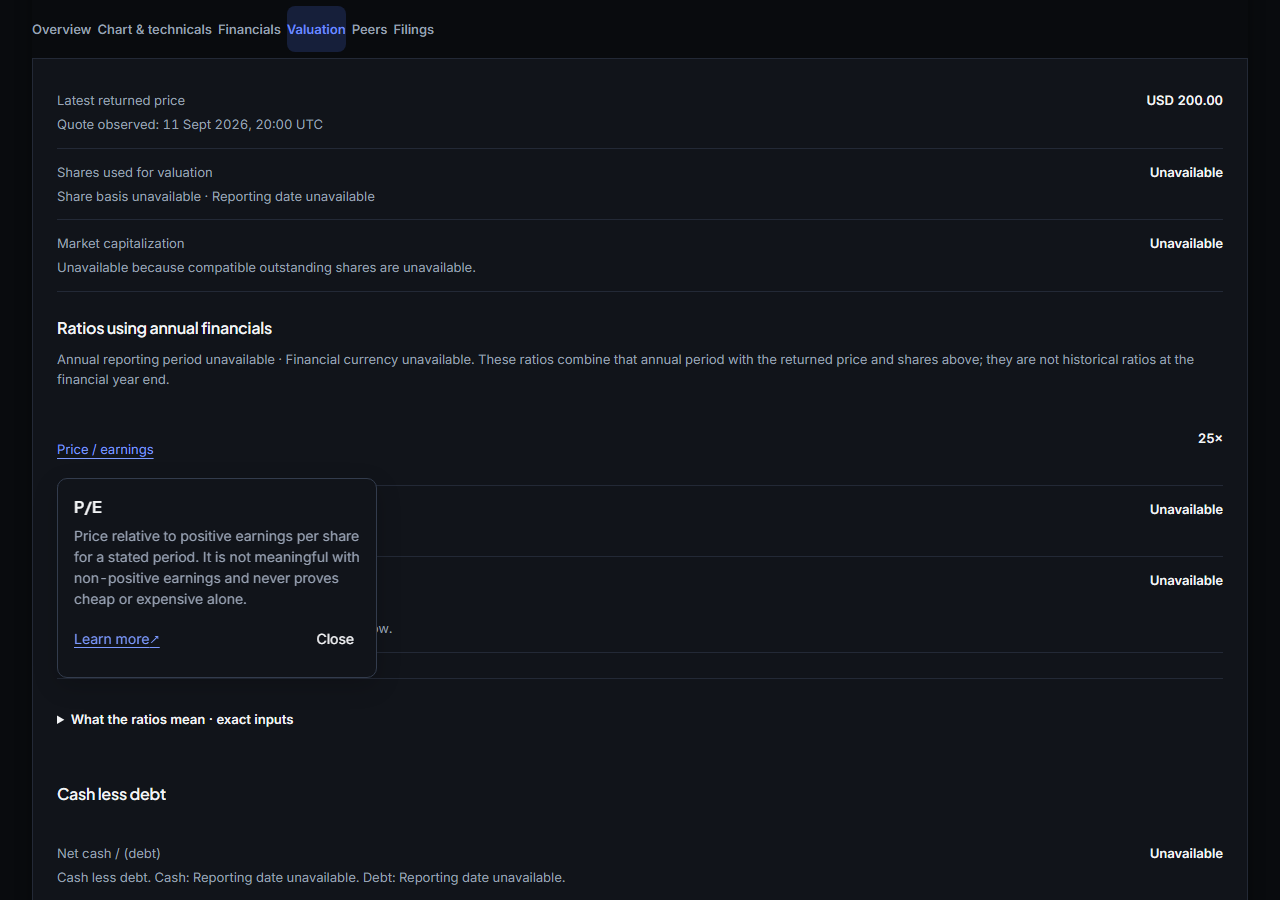 Overview Chart & technicals Financials Valuation Peers Filings
Latest returned price USD 200.00
Quote observed: 11 Sept 2026, 20:00 UTC
Shares used for valuation Unavailable
Share basis unavailable · Reporting date unavailable
Market capitalization Unavailable
Unavailable because compatible outstanding shares are unavailable.
Ratios using annual financials
Annual reporting period unavailable · Financial currency unavailable. These ratios combine that annual period with the returned price and shares above; they are not historical ratios at the
financial year end.
Price / earnings 25×
P/E
Unavailable
Price relative to positive earnings per share
for a stated period. It is not meaningful with
non-positive earnings and never proves
Unavailable
cheap or expensive alone.
Learn more↗ Close
What the ratios mean · exact inputs
Cash less debt
Net cash / (debt) Unavailable
Cash less debt. Cash: Reporting date unavailable. Debt: Reporting date unavailable.